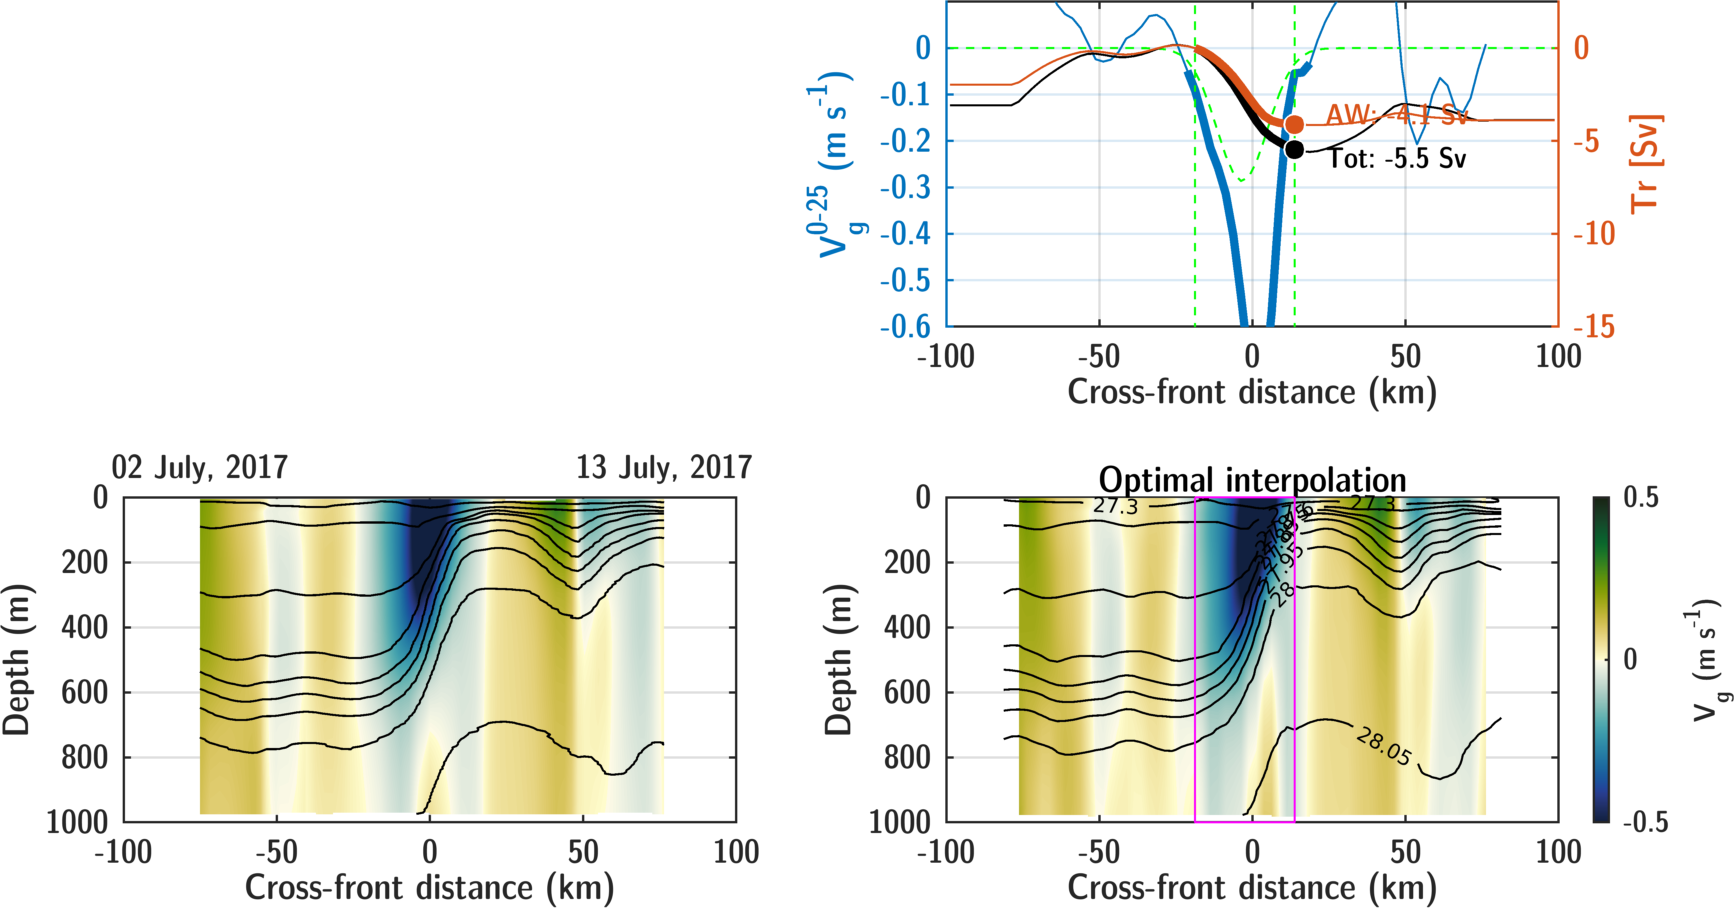 0
-0.1
-0.2
-0.3
-0.4
-0.5
-0.6
V_g^0-25 (m s^-1)
0
-5
-10
-15
Tr [Sv]
AW: -4.1 Sv
Tot: -5.5 Sv
-100 -50 0 50 100
Cross-front distance (km)
02 July, 2017 13 July, 2017
0
200
400
600
800
1000
Depth (m)
-100 -50 0 50 100
Cross-front distance (km)
Optimal interpolation
0
200
400
600
800
1000
Depth (m)
27.3
27.3
27.95
28
28.05
-100 -50 0 50 100
Cross-front distance (km)
0.5
0
-0.5
V_g (m s^-1)